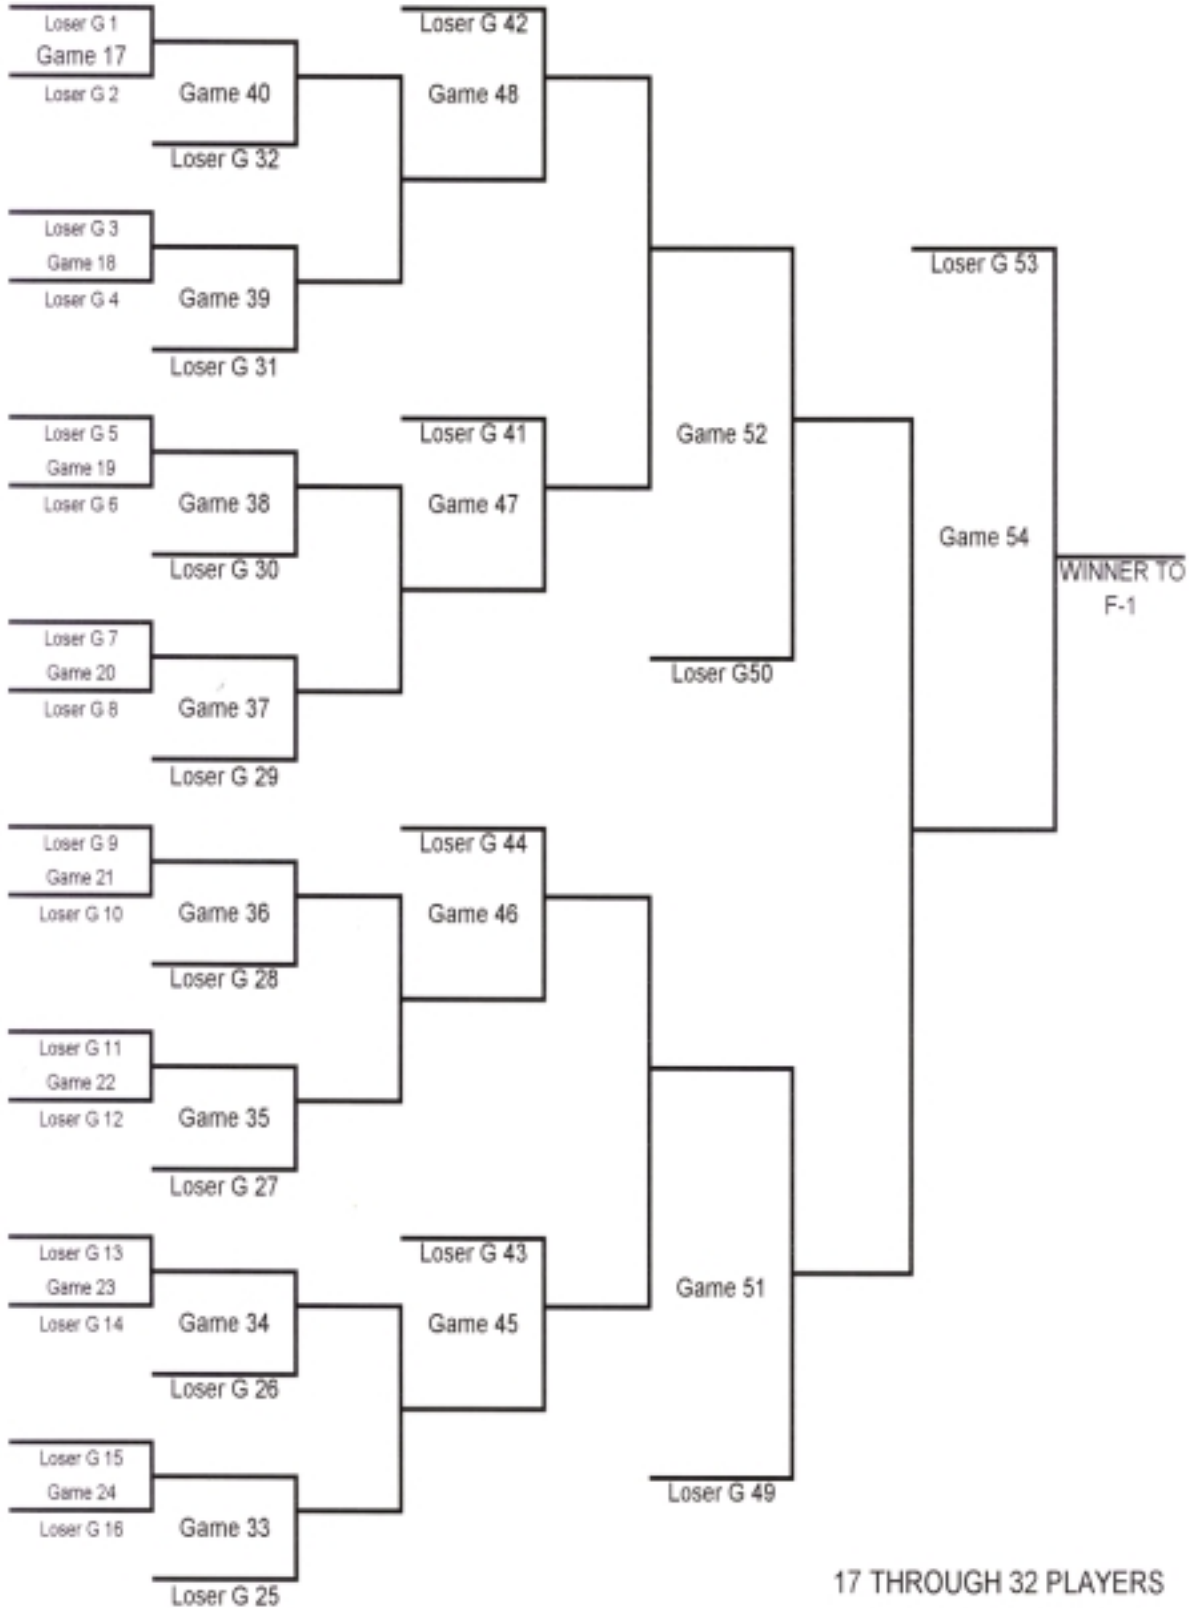 Loser G 1
Game 17
Loser G 2
Game 40
Loser G 32
Loser G 3
Game 18
Loser G 4
Game 39
Loser G 31
Loser G 5
Game 19
Loser G 6
Game 38
Loser G 30
Loser G 7
Game 20
Loser G 8
Game 37
Loser G 29
Loser G 9
Game 21
Loser G 10
Game 36
Loser G 28
Loser G 11
Game 22
Loser G 12
Game 35
Loser G 27
Loser G 13
Game 23
Loser G 14
Game 34
Loser G 26
Loser G 15
Game 24
Loser G 16
Game 33
Loser G 25
Loser G 42
Game 48
Loser G 41
Game 47
Loser G 44
Game 46
Loser G 43
Game 45
Game 52
Loser G50
Game 51
Loser G 49
Loser G 53
Game 54
WINNER TO
F-1
17 THROUGH 32 PLAYERS